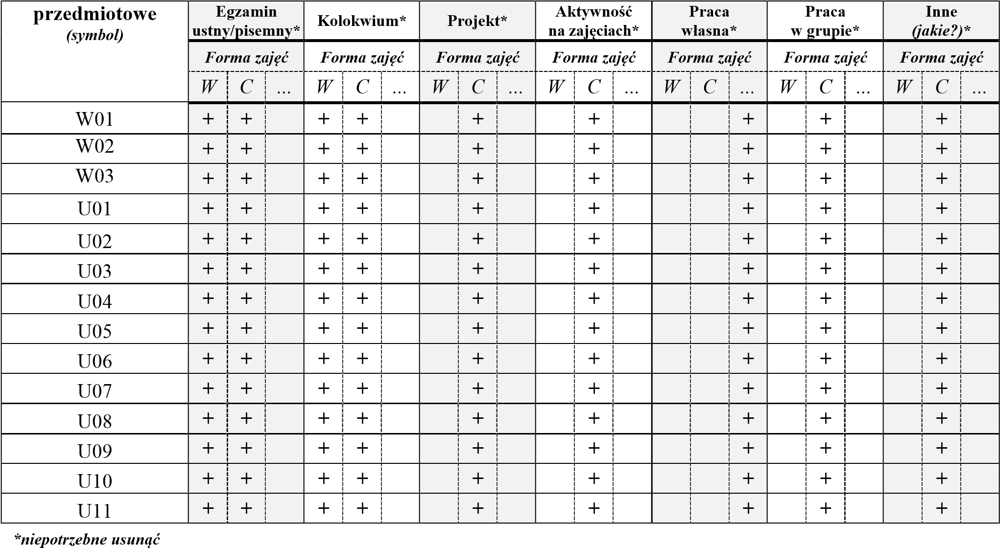 przedmiotowe
(symbol)
Egzamin
ustny/pisemny*
Kolokwium*
Projekt*
Aktywność
na zajęciach*
Praca
własna*
Praca
w grupie*
Inne
(jakie?)*
Forma zajęć Forma zajęć Forma zajęć Forma zajęć Forma zajęć Forma zajęć Forma zajęć
W C ... W C ... W C ... W C ... W C ... W C ... W C ...
W01 + + + + + + + + +
W02 + + + + + + + + +
W03 + + + + + + + + +
U01 + + + + + + + + +
U02 + + + + + + + + +
U03 + + + + + + + + +
U04 + + + + + + + + +
U05 + + + + + + + + +
U06 + + + + + + + + +
U07 + + + + + + + + +
U08 + + + + + + + + +
U09 + + + + + + + + +
U10 + + + + + + + + +
U11 + + + + + + + + +
*niepotrzebne usunąć